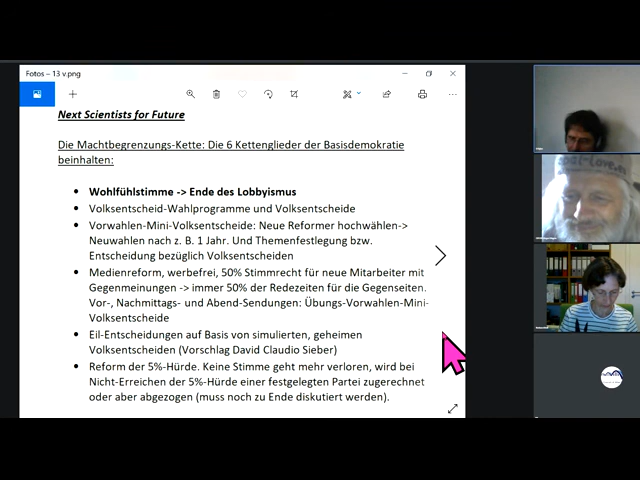 Fotos – 13 v.png
Next Scientists for Future
Die Machtbegrenzungs-Kette: Die 6 Kettenglieder der Basisdemokratie
beinhalten:
Wohlfühlstimme -> Ende des Lobbyismus
Volksentscheid-Wahlprogramme und Volksentscheide
Vorwahlen-Mini-Volksentscheide: Neue Reformer hochwählen->
Neuwahlen nach z. B. 1 Jahr. Und Themenfestlegung bzw.
Entscheidung bezüglich Volksentscheiden
Medienreform, werbefrei, 50% Stimmrecht für neue Mitarbeiter mit
Gegenmeinungen -> immer 50% der Redezeiten für die Gegenseiten.
Vor-, Nachmittags- und Abend-Sendungen: Übungs-Vorwahlen-Mini-
Volksentscheide
Eil-Entscheidungen auf Basis von simulierten, geheimen
Volksentscheiden (Vorschlag David Claudio Sieber)
Reform der 5%-Hürde. Keine Stimme geht mehr verloren, wird bei
Nicht-Erreichen der 5%-Hürde einer festgelegten Partei zugerechnet
oder aber abgezogen (muss noch zu Ende diskutiert werden).